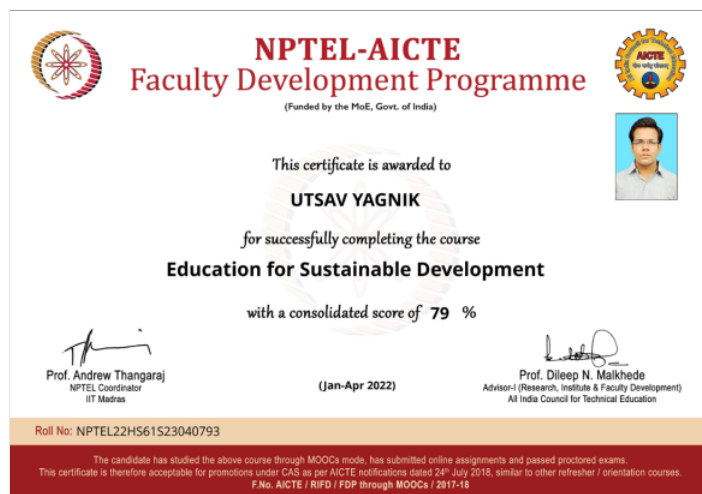 NPTEL-AICTE
Faculty Development Programme
(Funded by the MoE, Govt. of India)
AICTE
This certificate is awarded to
UTSAV YAGNIK
for successfully completing the course
Education for Sustainable Development
with a consolidated score of 79 %
Prof. Andrew Thangaraj
NPTEL Coordinator
IIT Madras
(Jan-Apr 2022)
Prof. Dileep N. Malkhede
Advisor-I (Research, Institute & Faculty Development)
All India Council for Technical Education
Roll No: NPTEL22HS61S23040793
The candidate has studied the above course through MOOCs mode, has submitted online assignments and passed proctored exams.
This certificate is therefore acceptable for promotions under CAS as per AICTE notifications dated 24th July 2018, similar to other refresher / orientation courses.
F.No. AICTE / RIFD / FDP through MOOCs / 2017-18